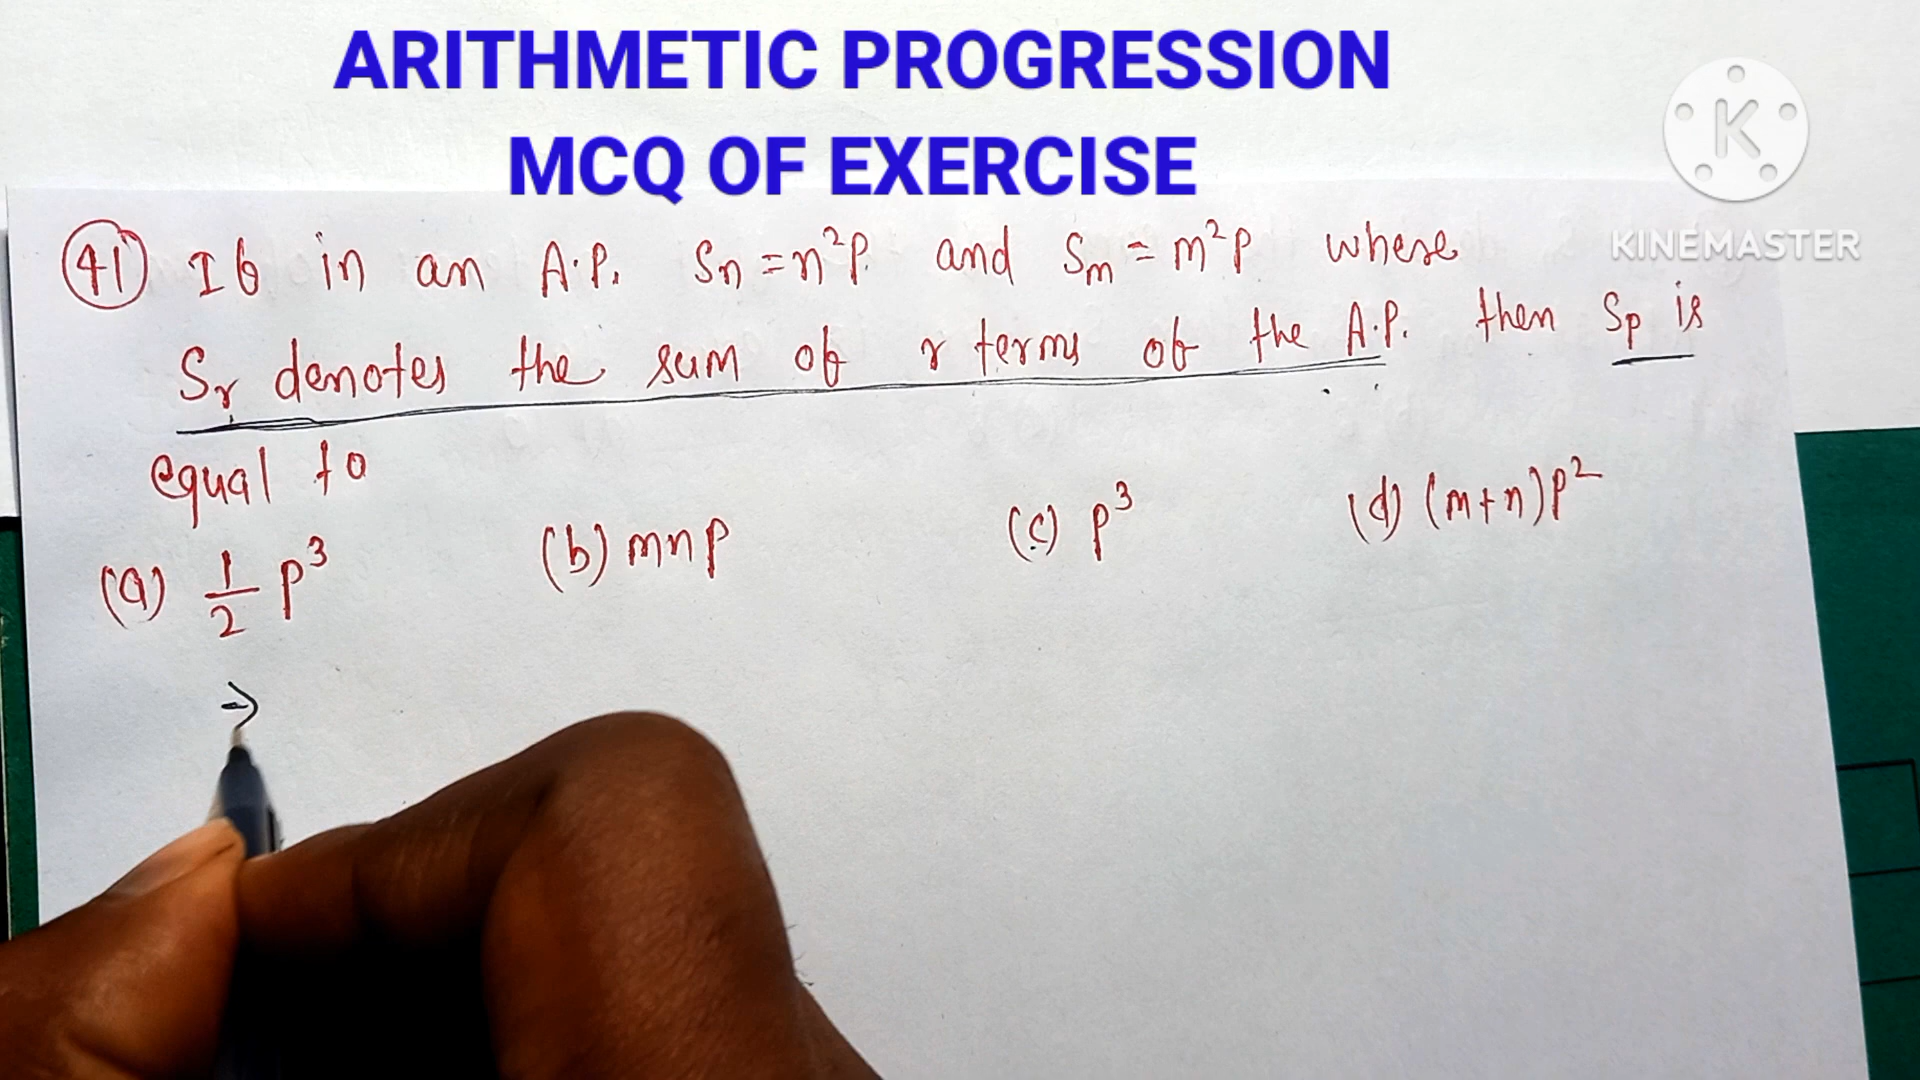 ARITHMETIC PROGRESSION
MCQ OF EXERCISE
KINEMASTER
(41) If in an A.P. Sn = n²p and Sm = m²p where
Sr denotes the sum of r terms of the A.P. then Sp is
equal to
(a) 1/2 p³ (b) mnp (c) p³ (d) (m+n)p²
→